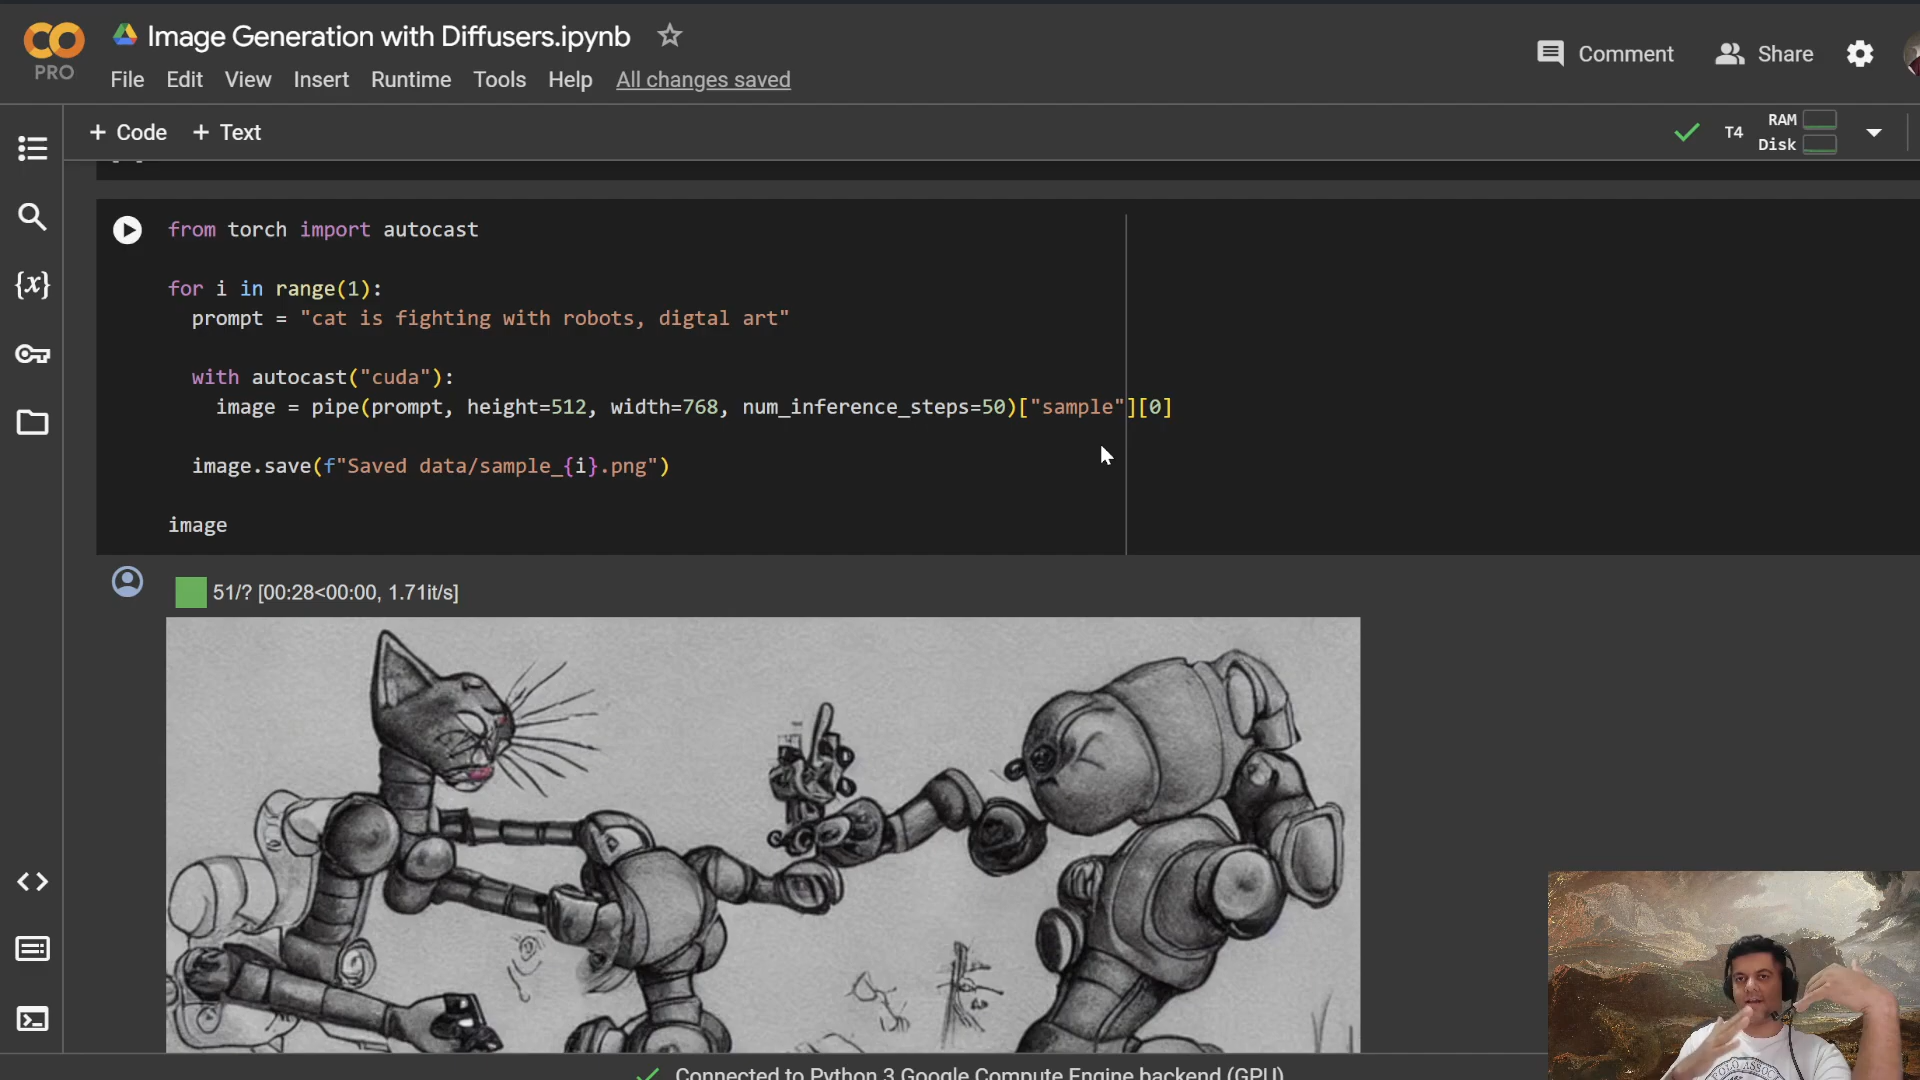 PRO
Image Generation with Diffusers.ipynb
File Edit View Insert Runtime Tools Help All changes saved
Comment Share
+ Code + Text
T4
RAM
Disk
{x}
from torch import autocast
for i in range(1):
prompt = "cat is fighting with robots, digtal art"
with autocast("cuda"):
image = pipe(prompt, height=512, width=768, num_inference_steps=50)["sample"][0]
image.save(f"Saved data/sample_{i}.png")
image
51/? [00:28<00:00, 1.71it/s]
Connected to Python 3 Google Compute Engine backend (GPU)